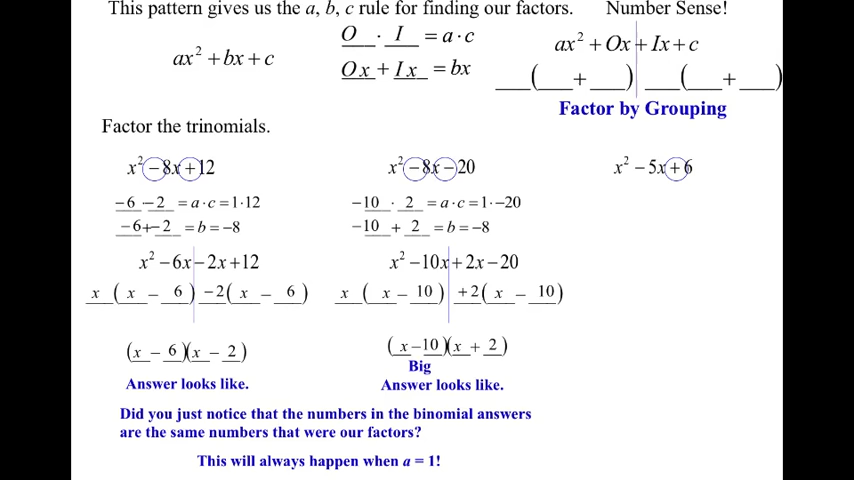 This pattern gives us the a, b, c rule for finding our factors. Number Sense!
ax² + bx + c
O · I = a · c
Ox + Ix = bx
ax² + Ox + Ix + c
___(___ + ___) ___(___ + ___)
Factor by Grouping
Factor the trinomials.
x² − 8x + 12
−6 −2 = a · c = 1 · 12
−6 + −2 = b = −8
x² − 6x − 2x + 12
x ( x − 6 ) −2( x − 6 )
(x − 6)(x − 2)
Answer looks like.
x² − 8x − 20
−10 · 2 = a · c = 1 · −20
−10 + 2 = b = −8
x² − 10x + 2x − 20
x ( x − 10 ) +2( x − 10 )
( x − 10)(x + 2 )
Big
Answer looks like.
x² − 5x + 6
Did you just notice that the numbers in the binomial answers
are the same numbers that were our factors?
This will always happen when a = 1!